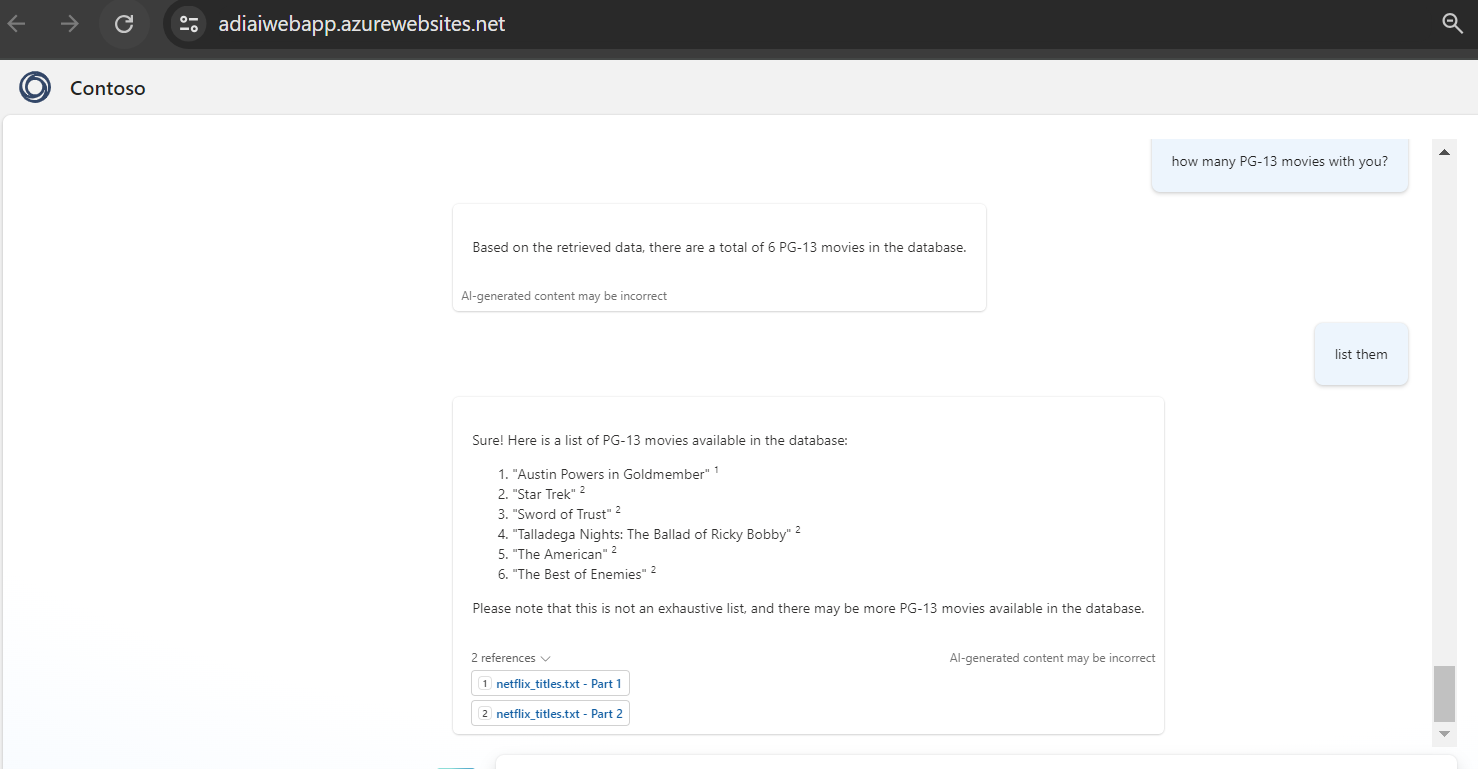 adiaiwebapp.azurewebsites.net
Contoso
how many PG-13 movies with you?
Based on the retrieved data, there are a total of 6 PG-13 movies in the database.
AI-generated content may be incorrect
list them
Sure! Here is a list of PG-13 movies available in the database:
1. "Austin Powers in Goldmember" 1
2. "Star Trek" 2
3. "Sword of Trust" 2
4. "Talladega Nights: The Ballad of Ricky Bobby" 2
5. "The American" 2
6. "The Best of Enemies" 2
Please note that this is not an exhaustive list, and there may be more PG-13 movies available in the database.
2 references AI-generated content may be incorrect
1 netflix_titles.txt - Part 1
2 netflix_titles.txt - Part 2